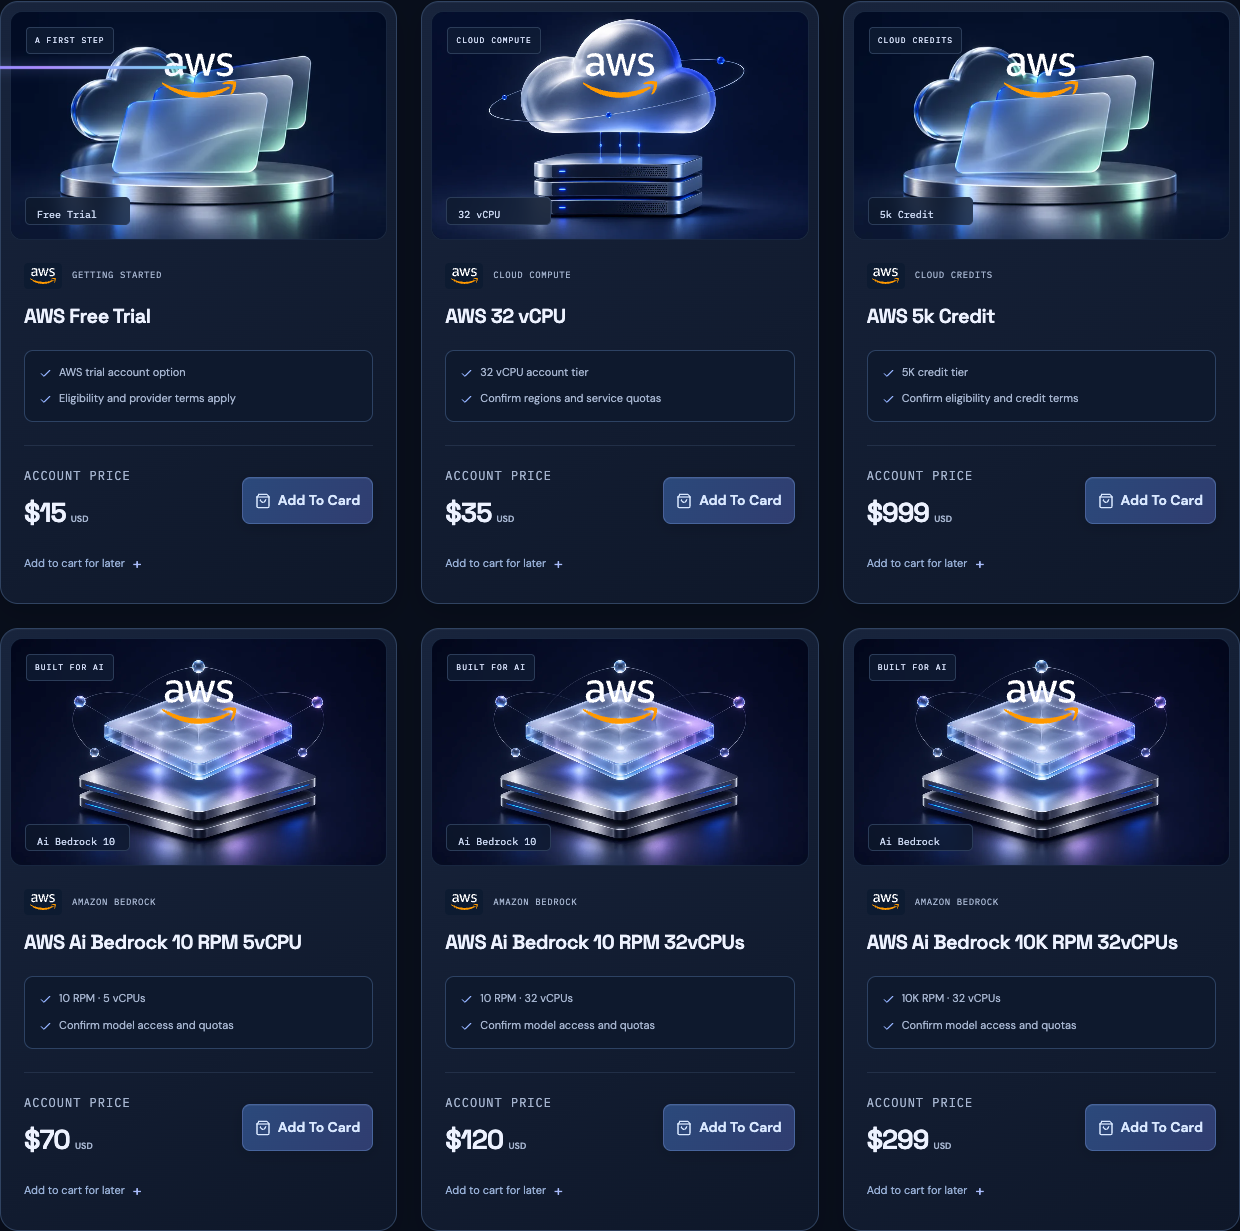 A FIRST STEP
aws
Free Trial
aws
GETTING STARTED
AWS Free Trial
AWS trial account option
Eligibility and provider terms apply
ACCOUNT PRICE
$15 USD
Add To Card
Add to cart for later +
CLOUD COMPUTE
aws
32 vCPU
aws
CLOUD COMPUTE
AWS 32 vCPU
32 vCPU account tier
Confirm regions and service quotas
ACCOUNT PRICE
$35 USD
Add To Card
Add to cart for later +
CLOUD CREDITS
aws
5k Credit
aws
CLOUD CREDITS
AWS 5k Credit
5K credit tier
Confirm eligibility and credit terms
ACCOUNT PRICE
$999 USD
Add To Card
Add to cart for later +
BUILT FOR AI
aws
Ai Bedrock 10
aws
AMAZON BEDROCK
AWS Ai Bedrock 10 RPM 5vCPU
10 RPM · 5 vCPUs
Confirm model access and quotas
ACCOUNT PRICE
$70 USD
Add To Card
Add to cart for later +
BUILT FOR AI
aws
Ai Bedrock 10
aws
AMAZON BEDROCK
AWS Ai Bedrock 10 RPM 32vCPUs
10 RPM · 32 vCPUs
Confirm model access and quotas
ACCOUNT PRICE
$120 USD
Add To Card
Add to cart for later +
BUILT FOR AI
aws
Ai Bedrock
aws
AMAZON BEDROCK
AWS Ai Bedrock 10K RPM 32vCPUs
10K RPM · 32 vCPUs
Confirm model access and quotas
ACCOUNT PRICE
$299 USD
Add To Card
Add to cart for later +